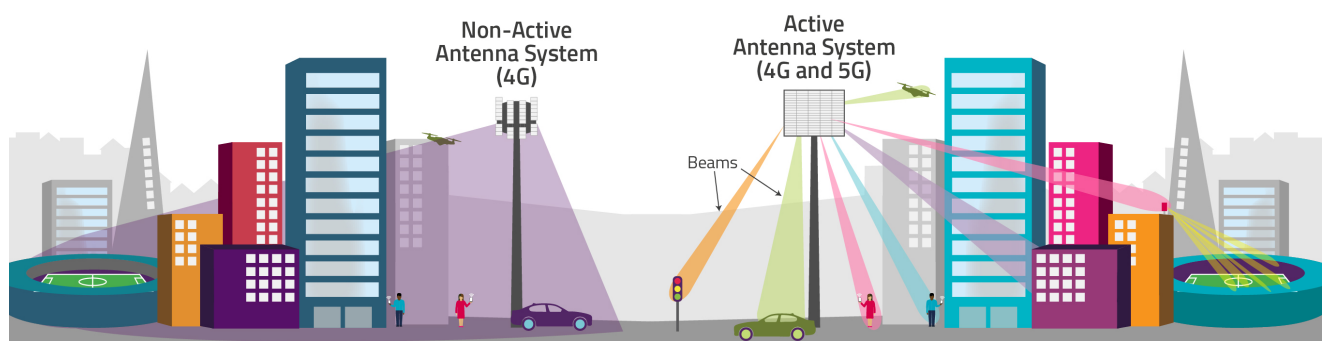 Non-Active
Antenna System
(4G)
Active
Antenna System
(4G and 5G)
Beams